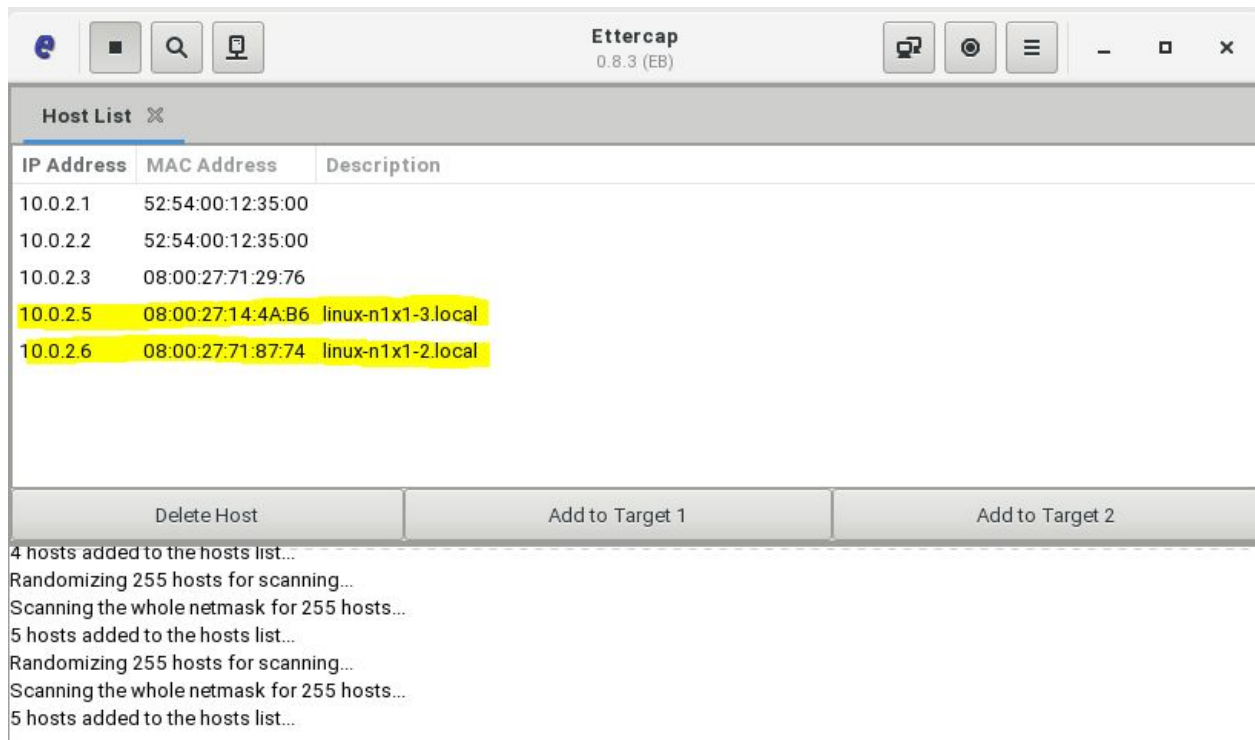 Ettercap
0.8.3 (EB)
Host List
IP Address MAC Address Description
10.0.2.1 52:54:00:12:35:00
10.0.2.2 52:54:00:12:35:00
10.0.2.3 08:00:27:71:29:76
10.0.2.5 08:00:27:14:4A:B6 linux-n1x1-3.local
10.0.2.6 08:00:27:71:87:74 linux-n1x1-2.local
Delete Host Add to Target 1 Add to Target 2
4 hosts added to the hosts list...
Randomizing 255 hosts for scanning...
Scanning the whole netmask for 255 hosts...
5 hosts added to the hosts list...
Randomizing 255 hosts for scanning...
Scanning the whole netmask for 255 hosts...
5 hosts added to the hosts list...